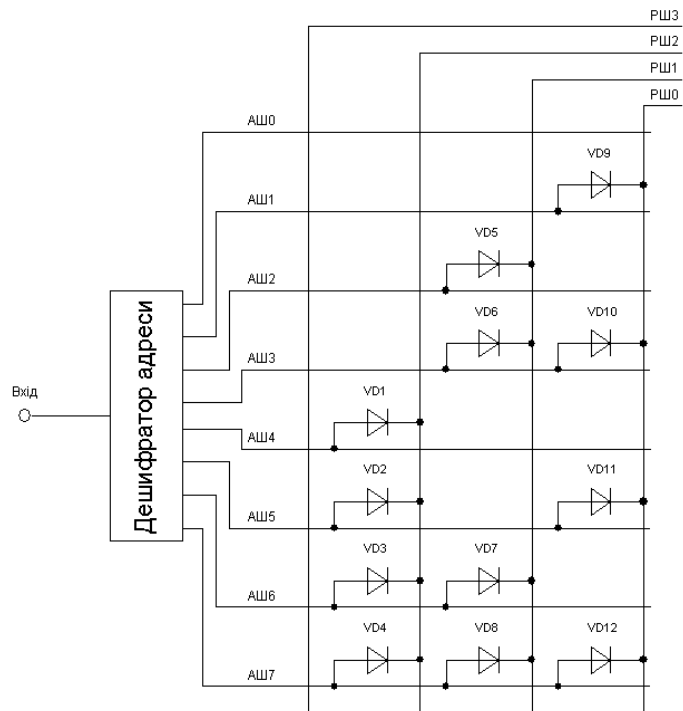 РШ3
РШ2
РШ1
РШ0
АШ0
VD9
АШ1
VD5
АШ2
VD6
VD10
АШ3
Вхід
Дешифратор адреси
VD1
АШ4
VD2
VD11
АШ5
VD3
VD7
АШ6
VD4
VD8
VD12
АШ7